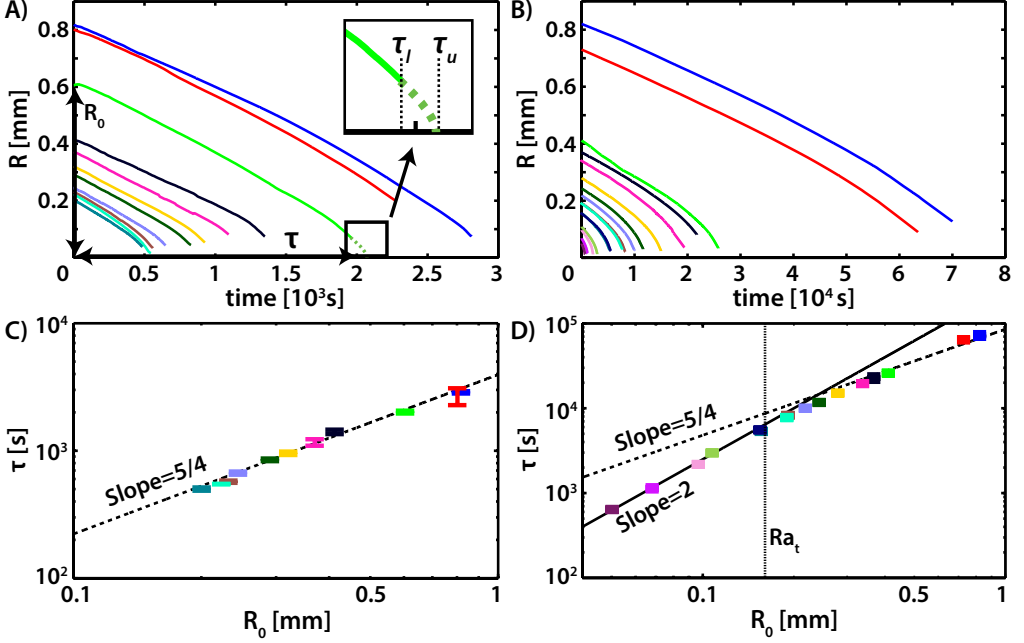 A)
R [mm]
0.8
0.6
0.4
0.2
0
R₀
τ
τₗ
τᵤ
0 0.5 1 1.5 2 2.5 3
time [10³s]
B)
R [mm]
0.8
0.6
0.4
0.2
0 1 2 3 4 5 6 7 8
time [10⁴ s]
C)
τ [s]
10⁴
10³
10²
Slope=5/4
0.1 0.5 1
R₀ [mm]
D)
τ [s]
10⁵
10⁴
10³
10²
Slope=5/4
Slope=2
Raₜ
0.1 0.5 1
R₀ [mm]